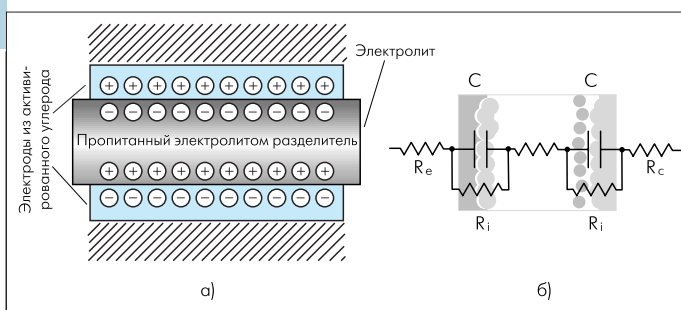 Электролит
Электроды из активи-
рованного углерода
+ + + + + + + + + +
− − − − − − − − − −
Пропитанный электролитом разделитель
+ + + + + + + + + +
− − − − − − − − − −
а)
C C
Re Rc
Ri Ri
б)